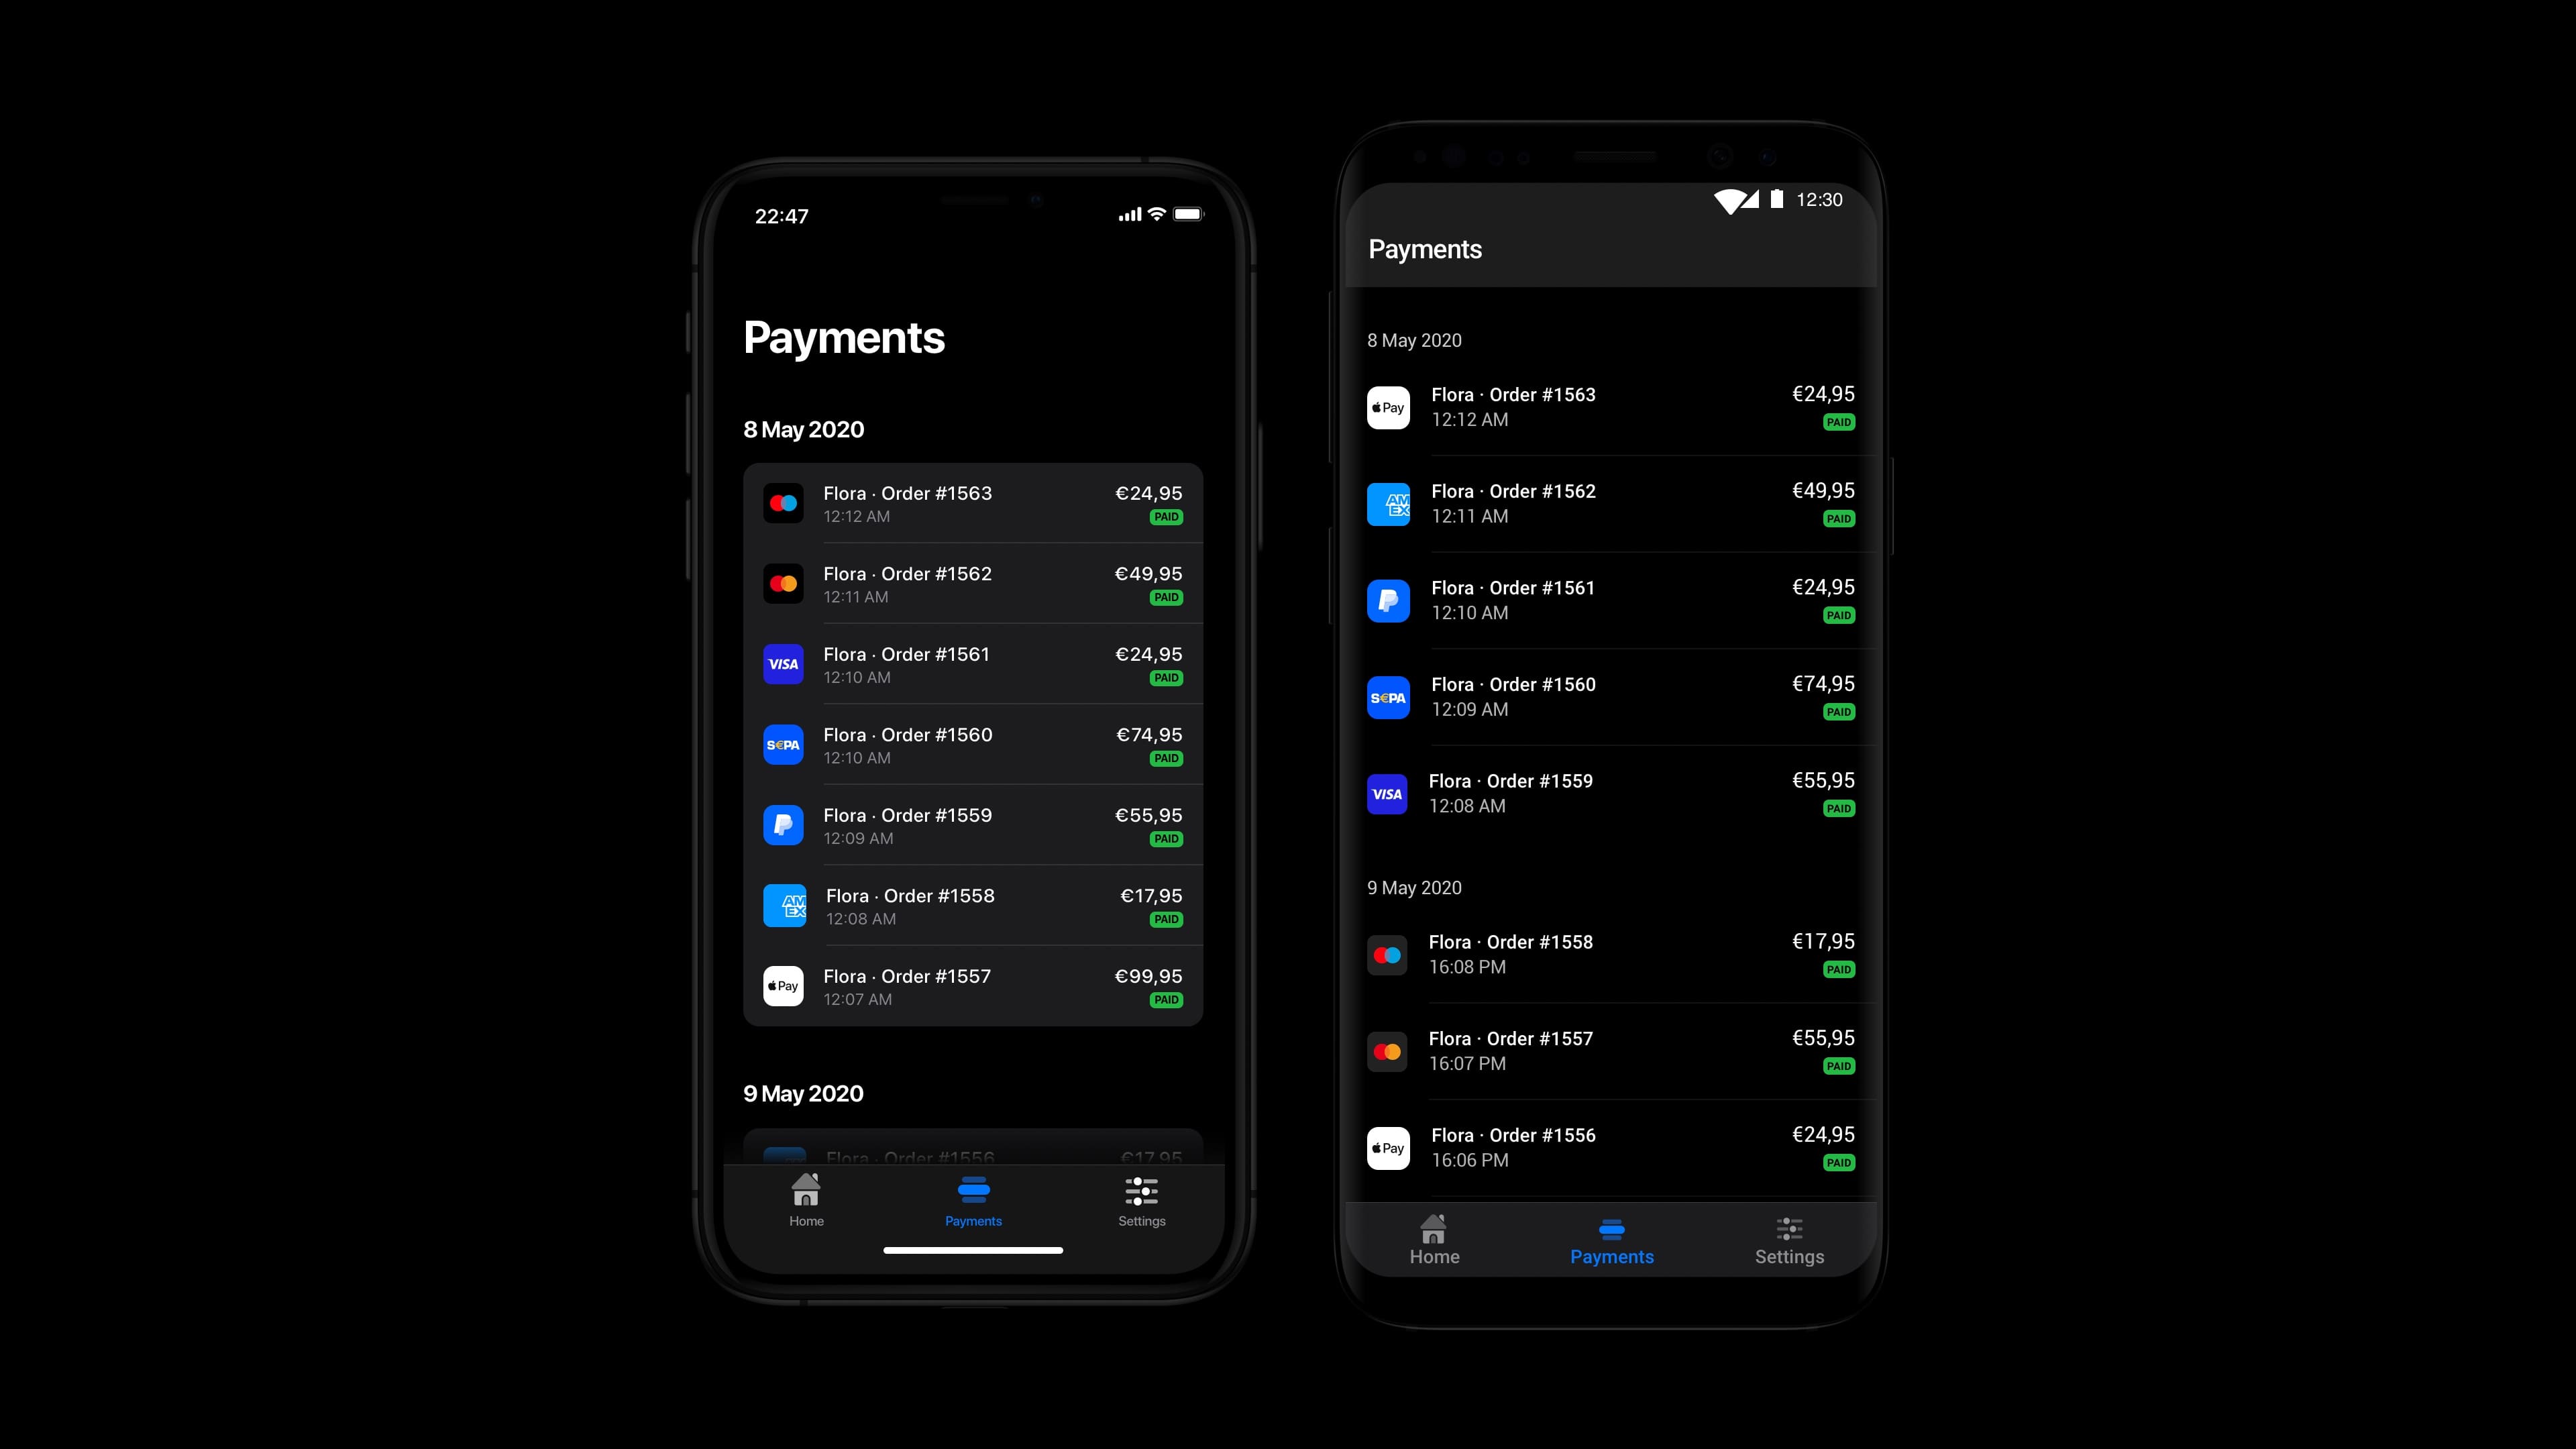 22:47
Payments
8 May 2020
Flora · Order #1563 €24,95
12:12 AM PAID
Flora · Order #1562 €49,95
12:11 AM PAID
VISA
Flora · Order #1561 €24,95
12:10 AM PAID
S€PA
Flora · Order #1560 €74,95
12:10 AM PAID
Flora · Order #1559 €55,95
12:09 AM PAID
AM
EX
Flora · Order #1558 €17,95
12:08 AM PAID
Pay
Flora · Order #1557 €99,95
12:07 AM PAID
9 May 2020
Flora · Order #1556 €17,95
Home Payments Settings
12:30
Payments
8 May 2020
Pay
Flora · Order #1563 €24,95
12:12 AM PAID
AM
EX
Flora · Order #1562 €49,95
12:11 AM PAID
Flora · Order #1561 €24,95
12:10 AM PAID
S€PA
Flora · Order #1560 €74,95
12:09 AM PAID
VISA
Flora · Order #1559 €55,95
12:08 AM PAID
9 May 2020
Flora · Order #1558 €17,95
16:08 PM PAID
Flora · Order #1557 €55,95
16:07 PM PAID
Pay
Flora · Order #1556 €24,95
16:06 PM PAID
Home Payments Settings